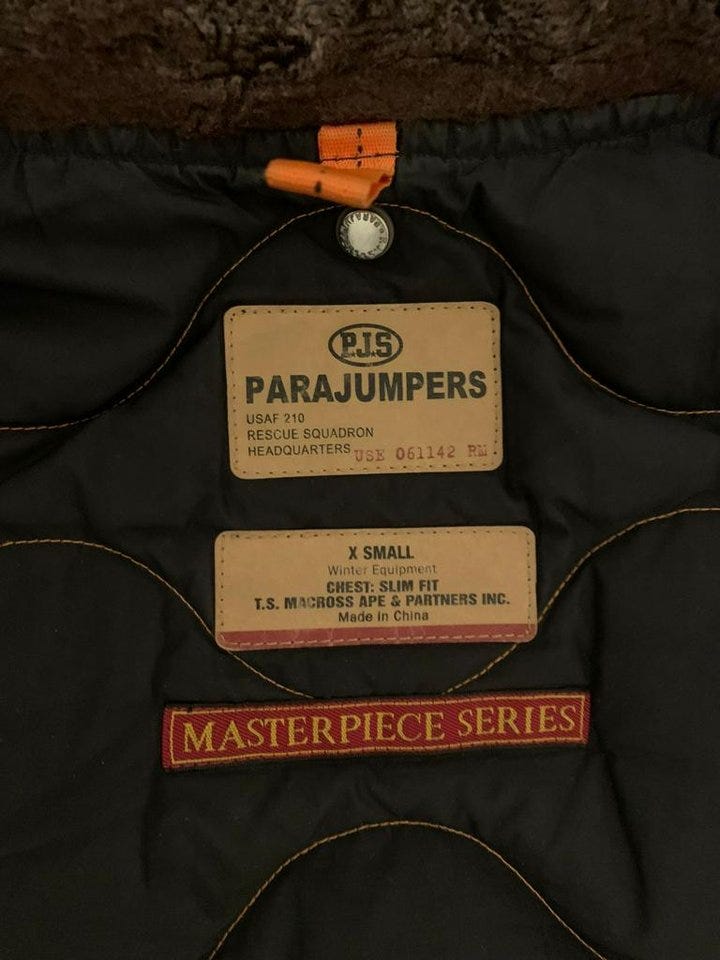 P.J.S
PARAJUMPERS
USAF 210
RESCUE SQUADRON
HEADQUARTERS USE 061142 RM
X SMALL
Winter Equipment
CHEST: SLIM FIT
T.S. MACROSS APE & PARTNERS INC.
Made in China
MASTERPIECE SERIES